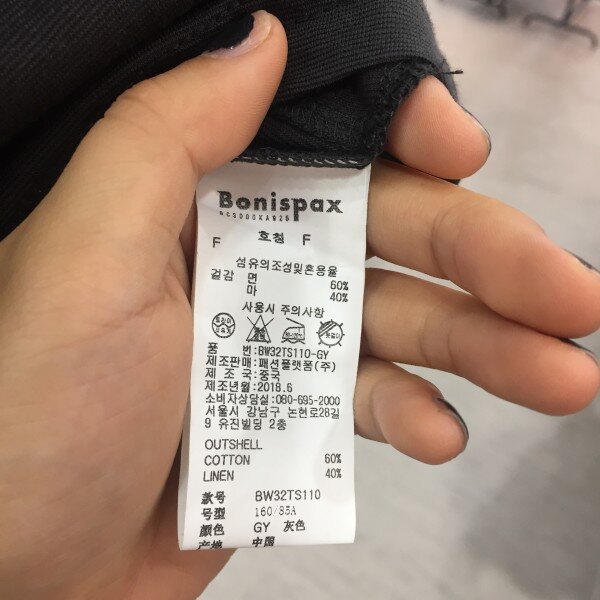 Bonispax
F 호칭 F
섬유의조성및혼용율
겉감 면 60%
마 40%
사용시 주의사항
품 번:BW32TS110-GY
제조판매:패션플랫폼(주)
제 조 국:중국
제조년월:2018.6
소비자상담실:080-695-2000
서울시 강남구 논현로28길
9 유진빌딩 2층
OUTSHELL
COTTON 60%
LINEN 40%
款号 BW32TS110
号型 160/85A
颜色 GY 灰色
产地 中国